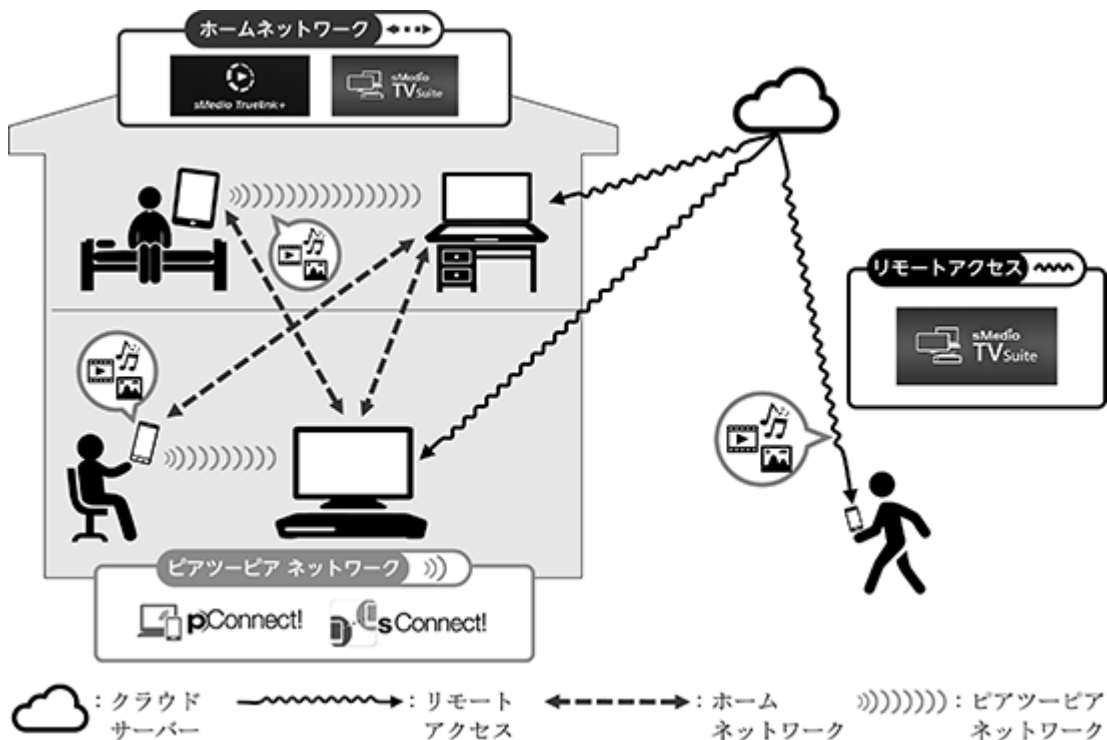 ホームネットワーク
sMedio Truelink+
sMedio
TV Suite
リモートアクセス
sMedio
TV Suite
ピアツーピア ネットワーク
pConnect!
sConnect!
：クラウド
サーバー
：リモート
アクセス
：ホーム
ネットワーク
：ピアツーピア
ネットワーク